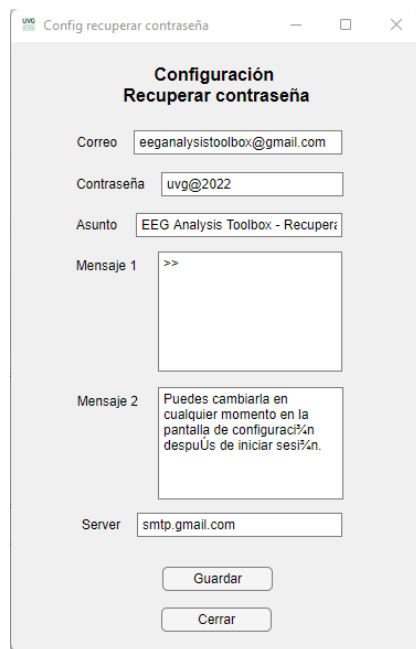 UVG
Config recuperar contraseña
Configuración
Recuperar contraseña
Correo eeganalysistoolbox@gmail.com
Contraseña uvg@2022
Asunto EEG Analysis Toolbox - Recupera
Mensaje 1 >>
Mensaje 2 Puedes cambiarla en
cualquier momento en la
pantalla de configuraci¾n
despuÚs de iniciar sesi¾n.
Server smtp.gmail.com
Guardar
Cerrar